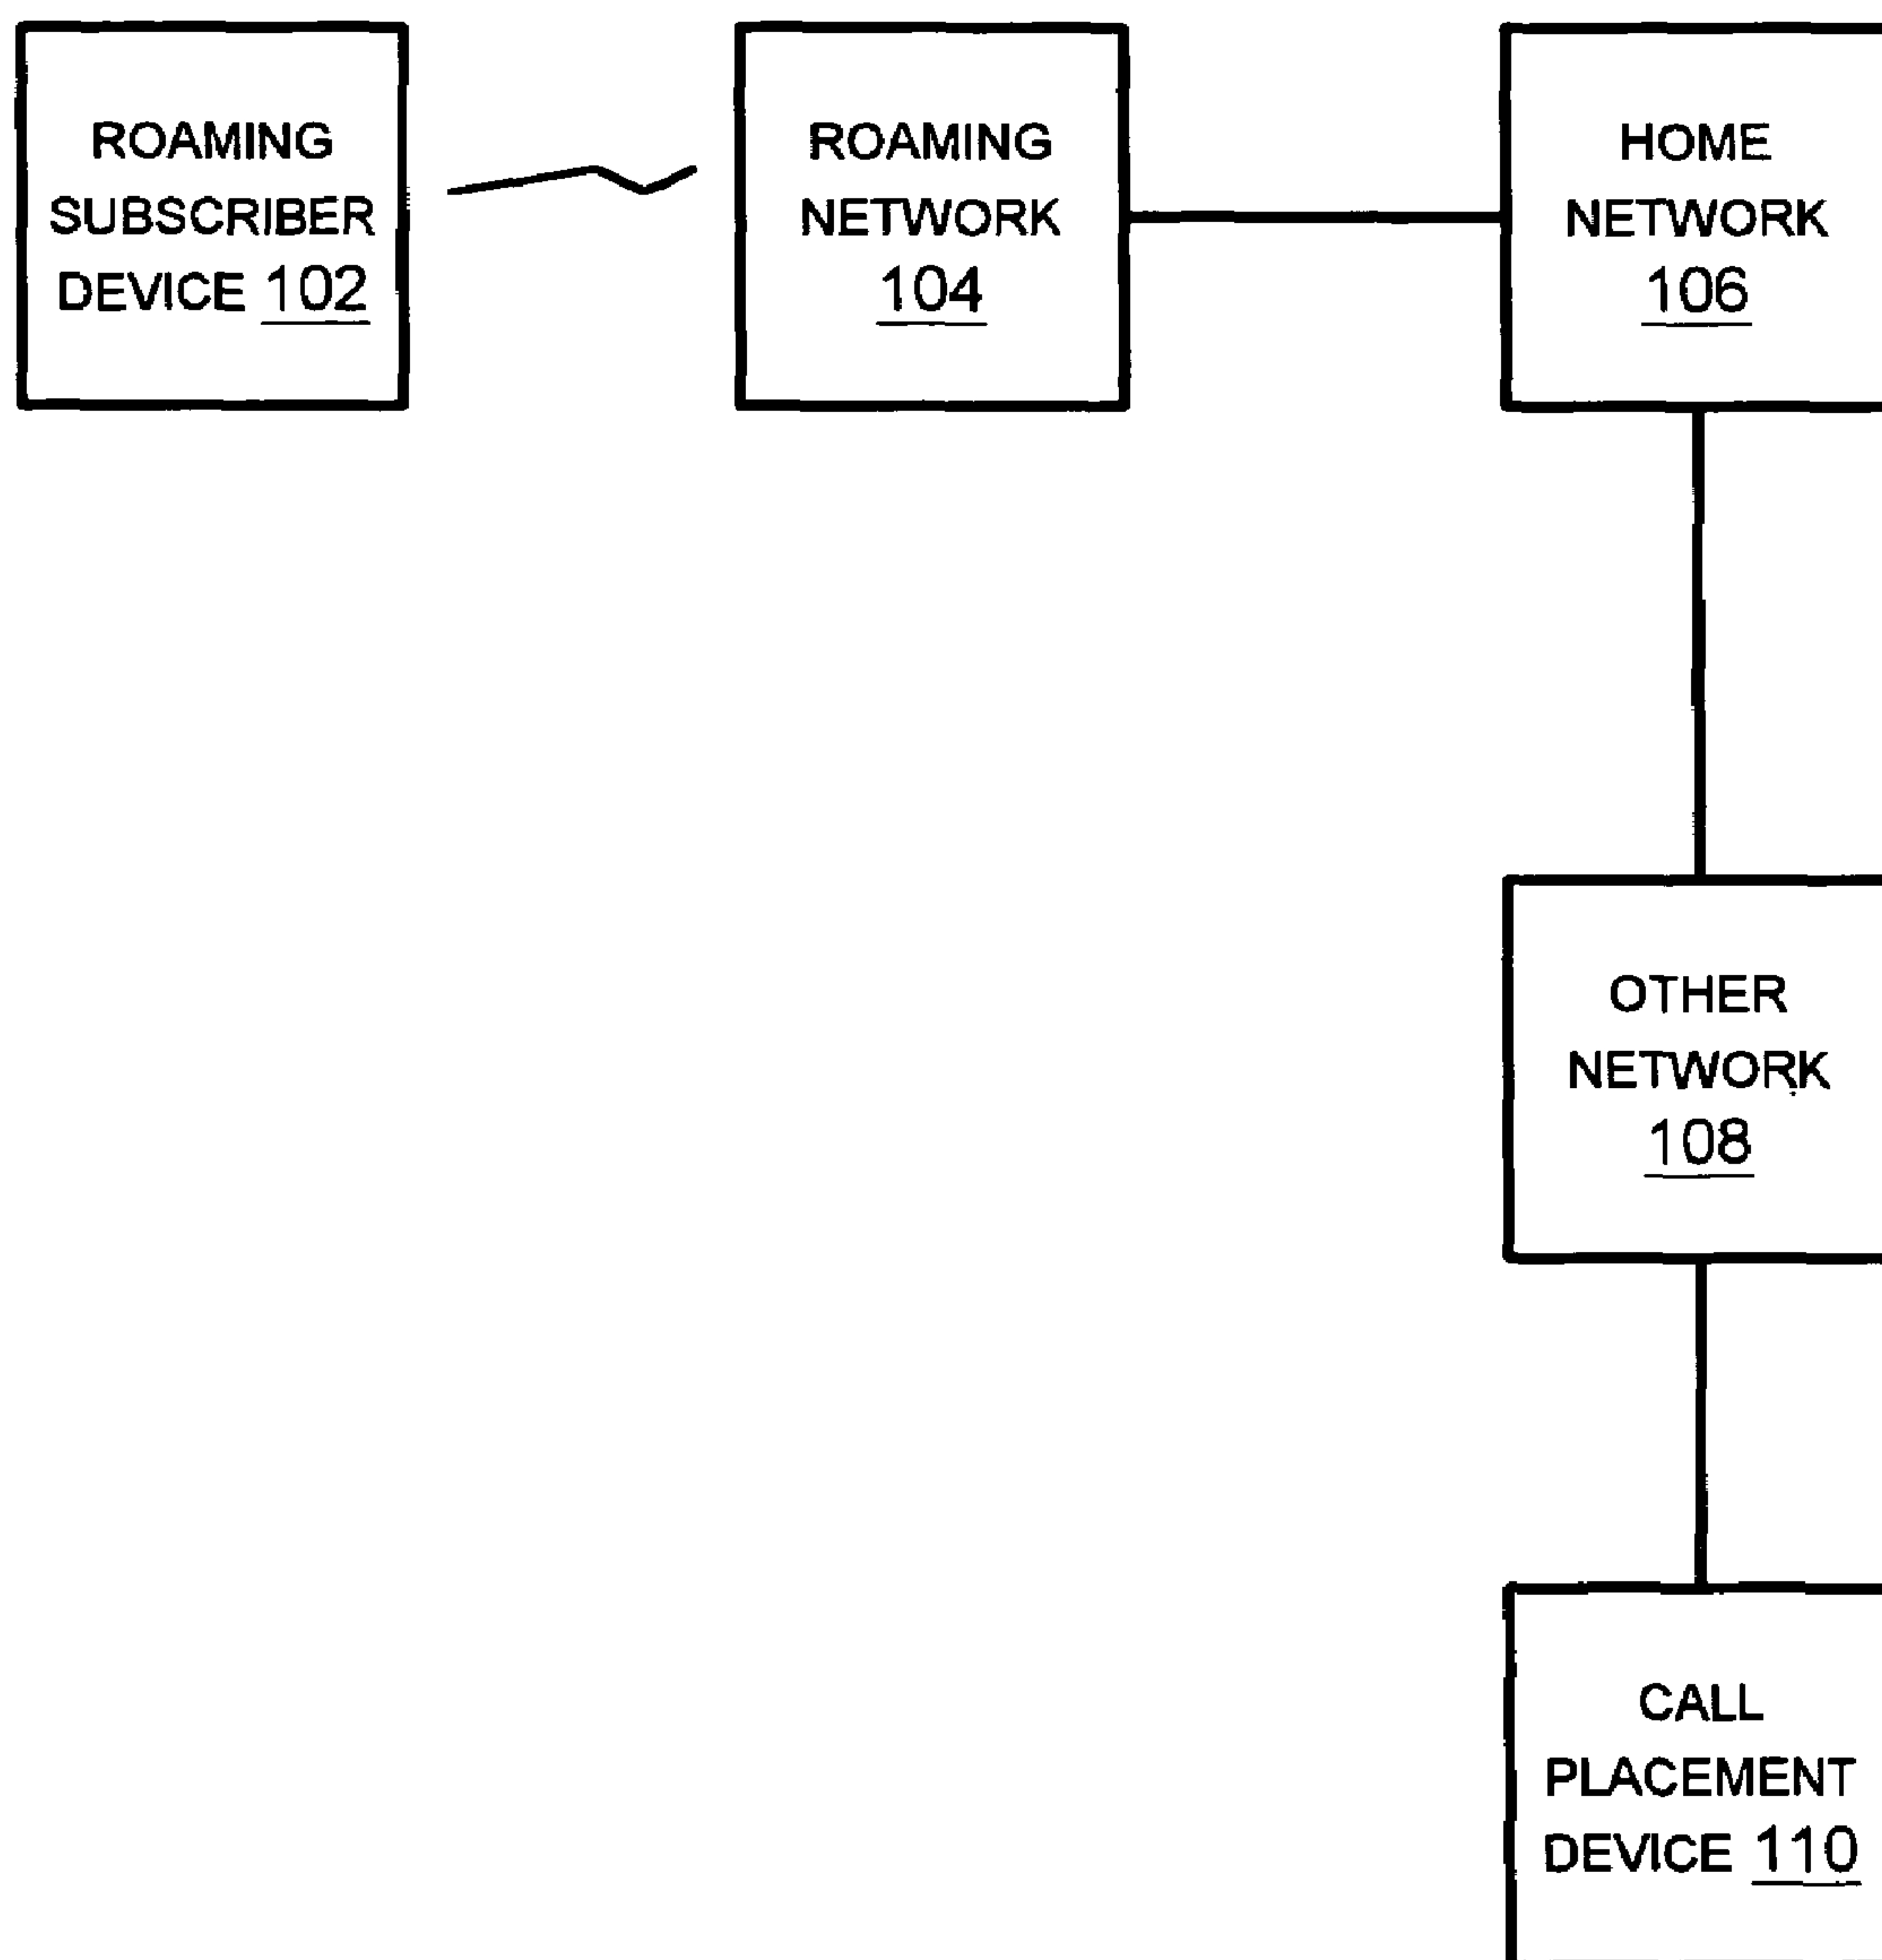 ROAMING
SUBSCRIBER
DEVICE 102
ROAMING
NETWORK
104
HOME
NETWORK
106
OTHER
NETWORK
108
CALL
PLACEMENT
DEVICE 110